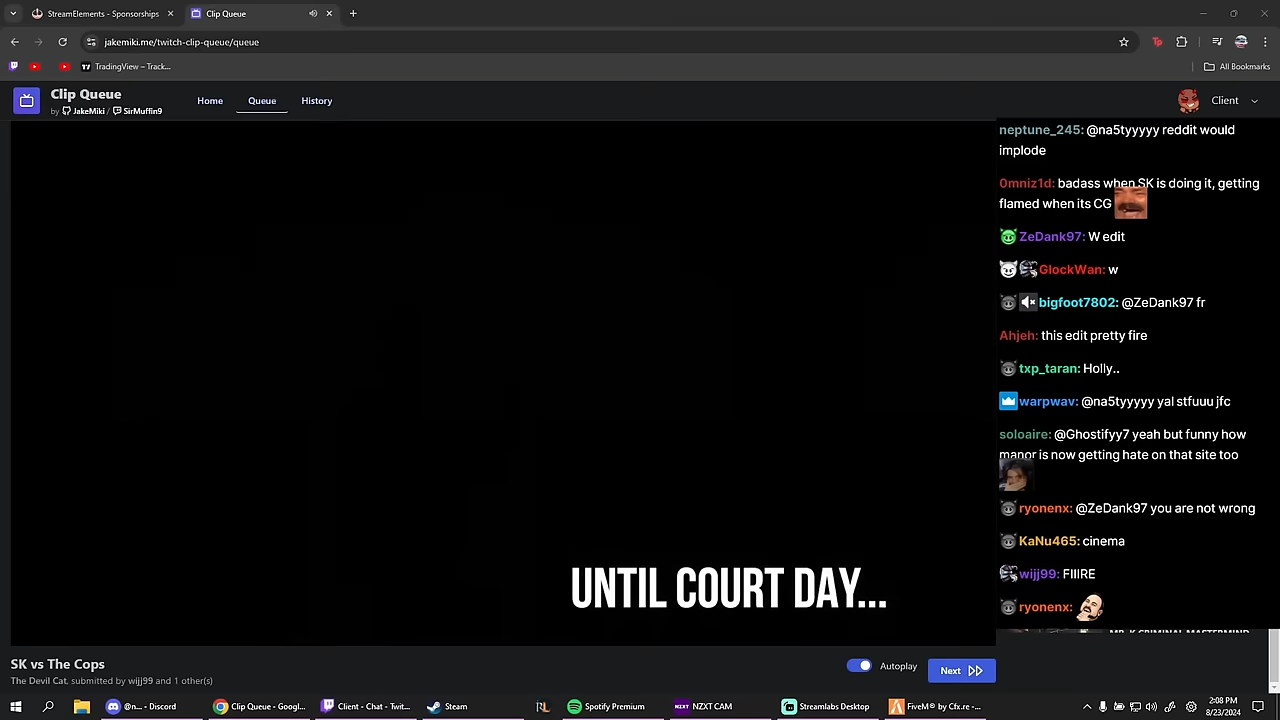 StreamElements - Sponsorships
Clip Queue
jakemiki.me/twitch-clip-queue/queue
TradingView – Track...
All Bookmarks
Clip Queue
by JakeMiki / SirMuffin9
Home
Queue
History
Client
neptune_245: @na5tyyyyy reddit would
implode
0mniz1d: badass when SK is doing it, getting
flamed when its CG
ZeDank97: W edit
GlockWan: w
bigfoot7802: @ZeDank97 fr
Ahjeh: this edit pretty fire
txp_taran: Holly..
warpwav: @na5tyyyyy yal stfuuu jfc
soloaire: @Ghostifyy7 yeah but funny how
manor is now getting hate on that site too
ryonenx: @ZeDank97 you are not wrong
KaNu465: cinema
wijj99: FIIIRE
ryonenx:
UNTIL COURT DAY...
MR. K CRIMINAL MASTERMIND
SK vs The Cops
The Devil Cat, submitted by wijj99 and 1 other(s)
Autoplay
Next
@n... - Discord
Clip Queue - Googl...
Client - Chat - Twit...
Steam
Spotify Premium
NZXT CAM
Streamlabs Desktop
FiveM® by Cfx.re -...
2:08 PM
8/23/2024